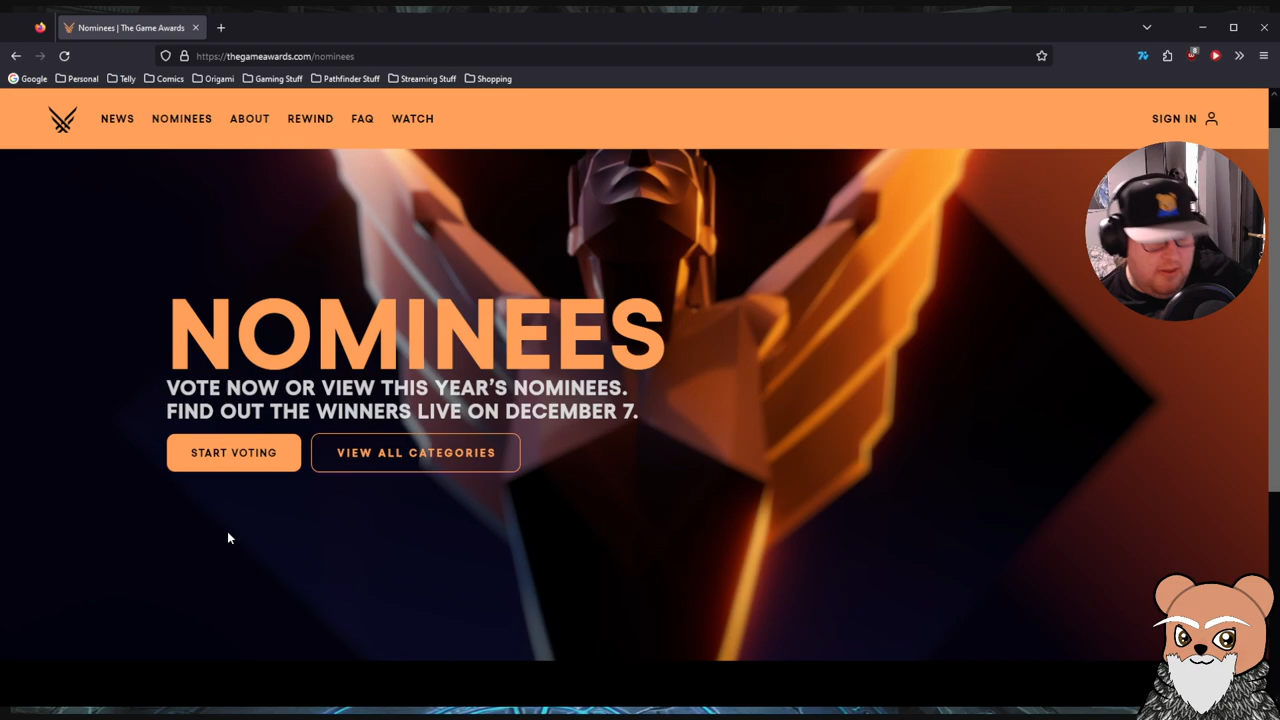 Nominees | The Game Awards
https://thegameawards.com/nominees
Google Personal Telly Comics Origami Gaming Stuff Pathfinder Stuff Streaming Stuff Shopping
NEWS NOMINEES ABOUT REWIND FAQ WATCH SIGN IN
NOMINEES
VOTE NOW OR VIEW THIS YEAR'S NOMINEES.
FIND OUT THE WINNERS LIVE ON DECEMBER 7.
START VOTING VIEW ALL CATEGORIES